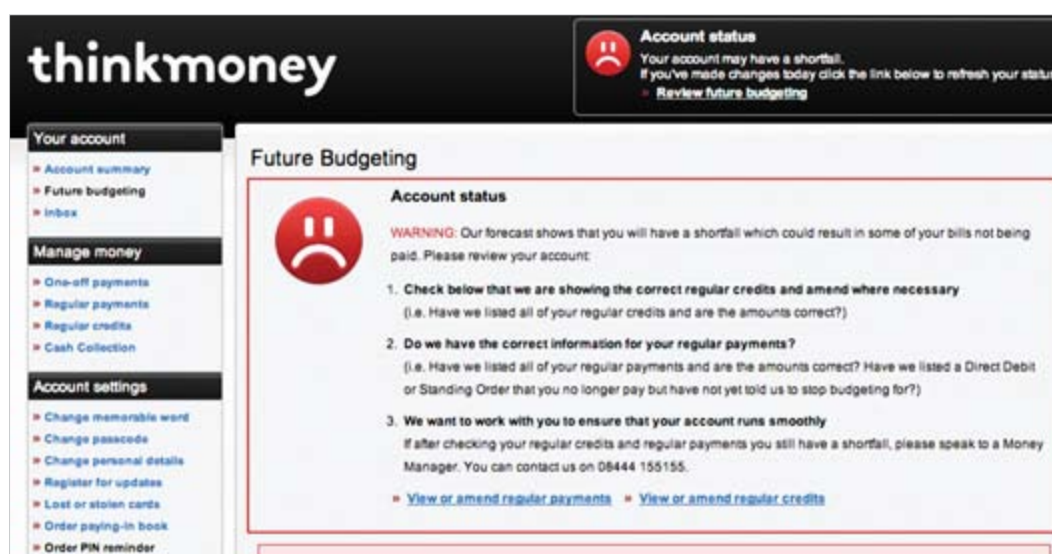 thinkmoney
Account status
Your account may have a shortfall.
If you've made changes today click the link below to refresh your status
» Review future budgeting
Your account
» Account summary
» Future budgeting
» Inbox
Manage money
» One-off payments
» Regular payments
» Regular credits
» Cash Collection
Account settings
» Change memorable word
» Change passcode
» Change personal details
» Register for updates
» Lost or stolen cards
» Order paying-in book
» Order PIN reminder
Future Budgeting
Account status
WARNING: Our forecast shows that you will have a shortfall which could result in some of your bills not being
paid. Please review your account:
1. Check below that we are showing the correct regular credits and amend where necessary
(i.e. Have we listed all of your regular credits and are the amounts correct?)
2. Do we have the correct information for your regular payments?
(i.e. Have we listed all of your regular payments and are the amounts correct? Have we listed a Direct Debit
or Standing Order that you no longer pay but have not yet told us to stop budgeting for?)
3. We want to work with you to ensure that your account runs smoothly
If after checking your regular credits and regular payments you still have a shortfall, please speak to a Money
Manager. You can contact us on 08444 155155.
» View or amend regular payments » View or amend regular credits